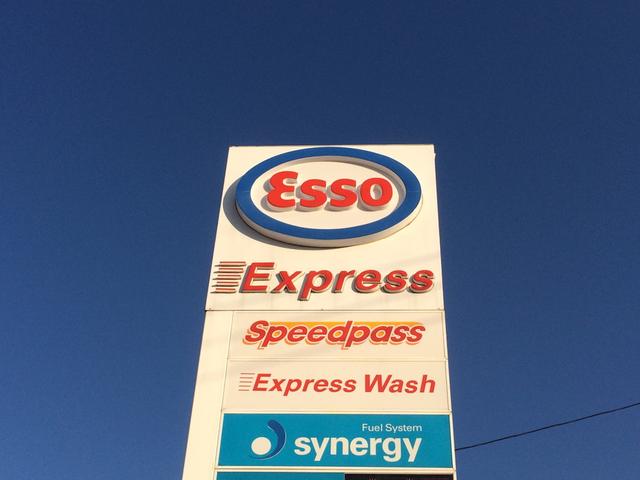 Esso
Express
Speedpass
Express Wash
Fuel System
synergy